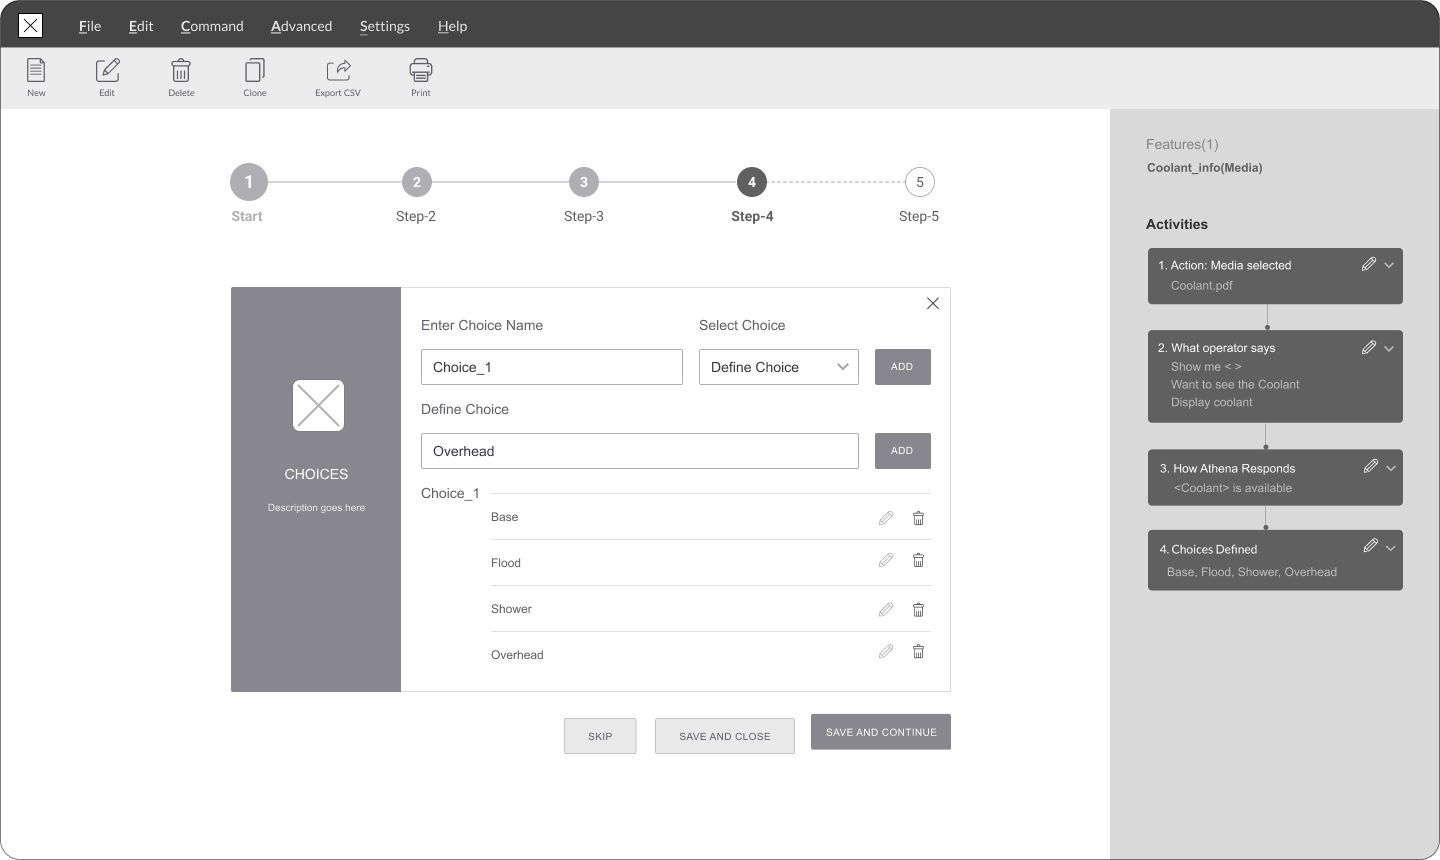 File Edit Command Advanced Settings Help
New Edit Delete Clone Export CSV Print
1 2 3 4 5
Start Step-2 Step-3 Step-4 Step-5
CHOICES
Description goes here
Enter Choice Name Select Choice
Choice_1 Define Choice ADD
Define Choice
Overhead ADD
Choice_1
Base
Flood
Shower
Overhead
SKIP SAVE AND CLOSE SAVE AND CONTINUE
Features(1)
Coolant_info(Media)
Activities
1. Action: Media selected
Coolant.pdf
2. What operator says
Show me < >
Want to see the Coolant
Display coolant
3. How Athena Responds
<Coolant> is available
4. Choices Defined
Base, Flood, Shower, Overhead